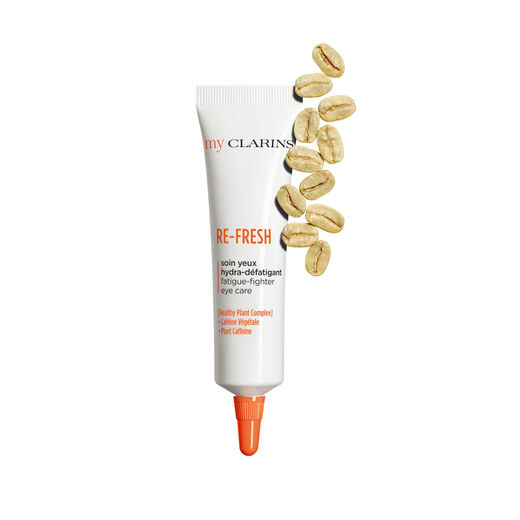 my CLARINS
RE-FRESH
soin yeux
hydra-défatigant
fatigue-fighter
eye care
[Healthy Plant Complex]
+ Caféine Végétale
+ Plant Caffeine